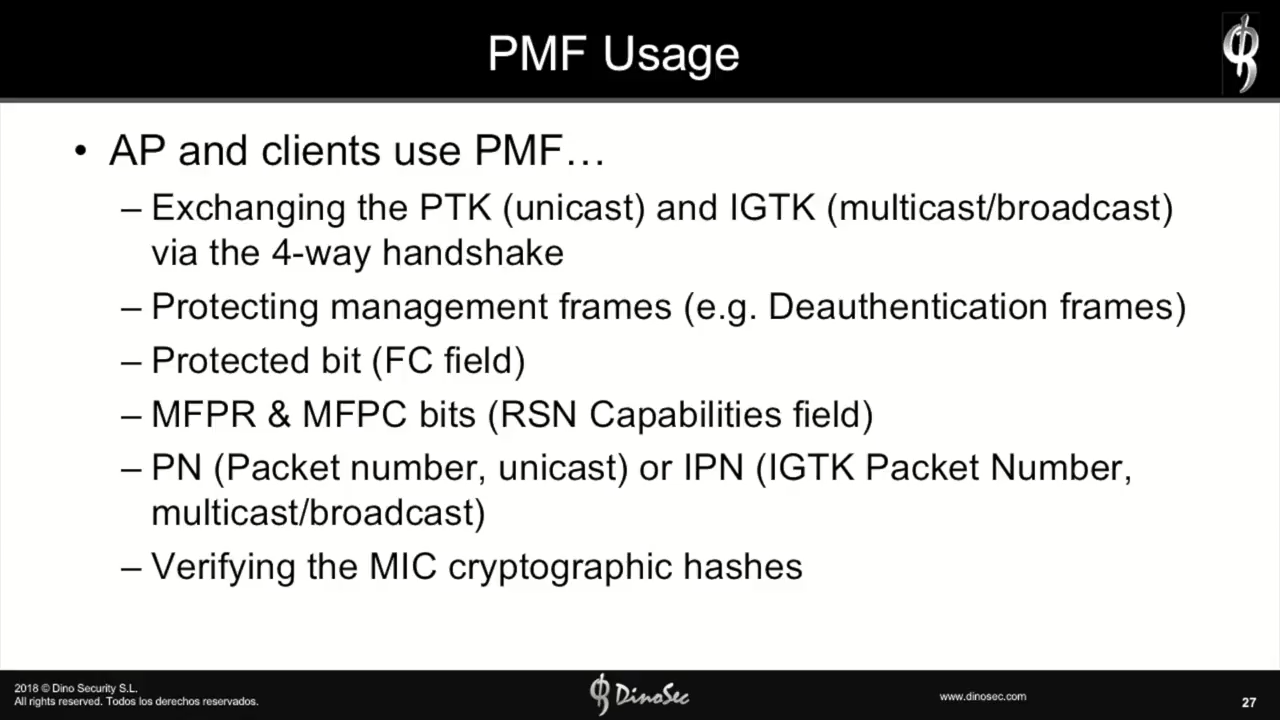 PMF Usage
• AP and clients use PMF…
– Exchanging the PTK (unicast) and IGTK (multicast/broadcast)
via the 4-way handshake
– Protecting management frames (e.g. Deauthentication frames)
– Protected bit (FC field)
– MFPR & MFPC bits (RSN Capabilities field)
– PN (Packet number, unicast) or IPN (IGTK Packet Number,
multicast/broadcast)
– Verifying the MIC cryptographic hashes
2018 © Dino Security S.L.
All rights reserved. Todos los derechos reservados.
DinoSec
www.dinosec.com
27